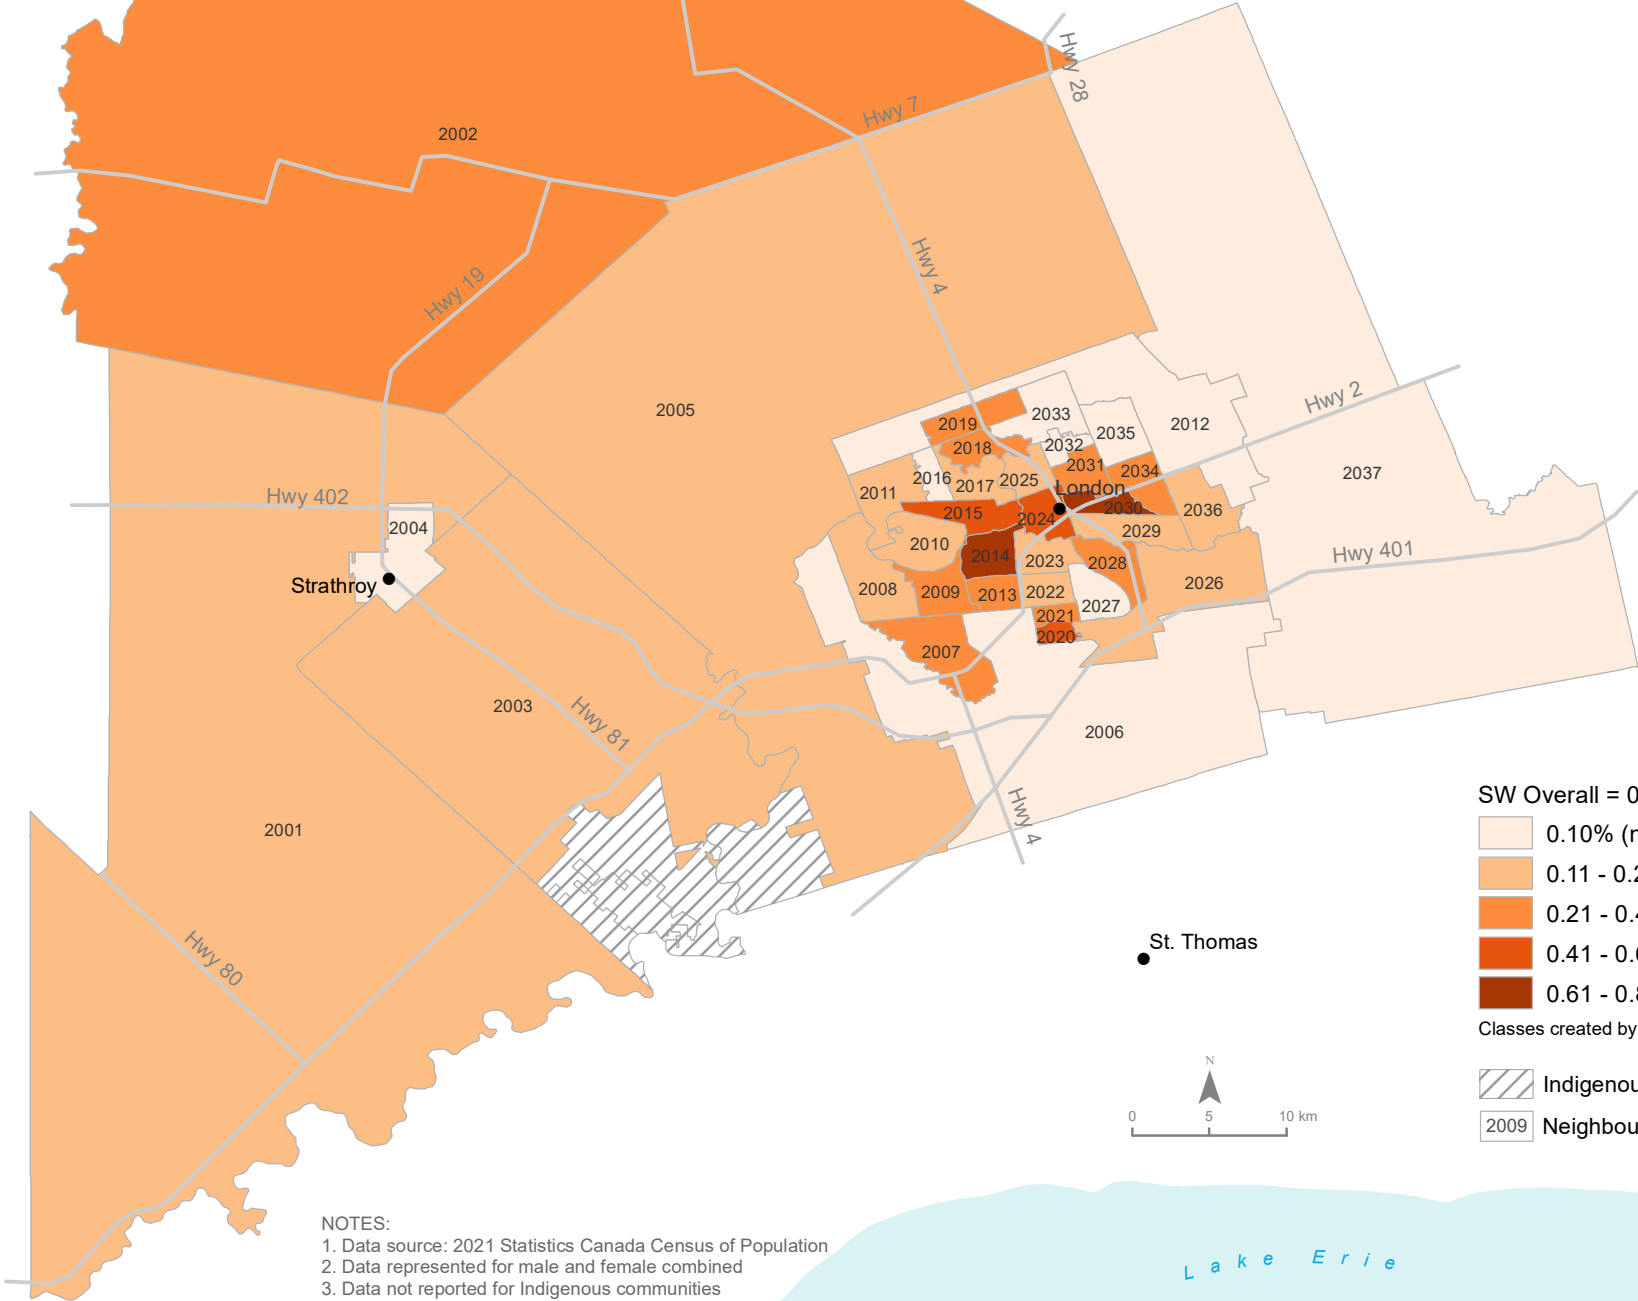 Hwy 28
Hwy 7
2002
Hwy 4
Hwy 19
2005
Hwy 2
2033
2019
2035
2012
2032
2018
2031
2034
2037
2016
2017
2025
2011
London
Hwy 402
2015
2030
2036
2024
2004
2029
2010
2014
Hwy 401
2023
2028
Strathroy
2008
2009
2013
2022
2026
2027
2021
2020
2007
2003
Hwy 81
2006
SW Overall = 0
0.10% (
Hwy 4
2001
0.11 - 0.2
0.21 - 0.4
St. Thomas
Hwy 80
0.41 - 0.6
0.61 - 0.8
Classes created by
N
Indigenou
0 5 10 km
2009 Neighbou
NOTES:
1. Data source: 2021 Statistics Canada Census of Population
2. Data represented for male and female combined
3. Data not reported for Indigenous communities
Lake Erie